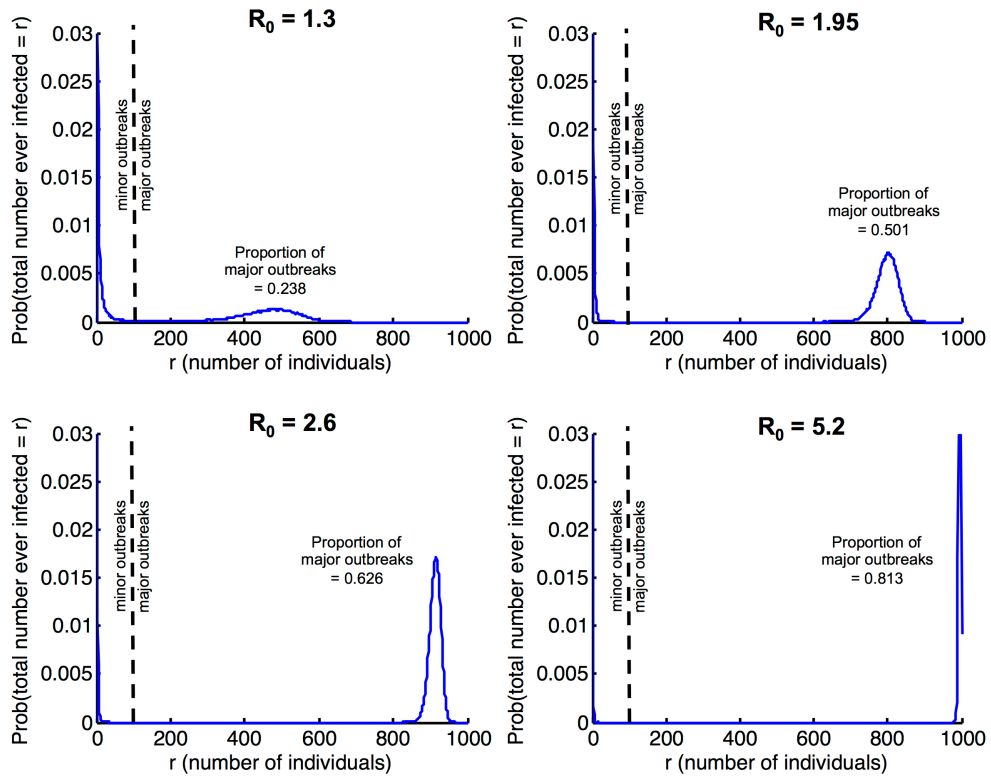 R0 = 1.3
Prob(total number ever infected = r)
0.03
0.025
0.02
0.015
0.01
0.005
0
minor outbreaks
major outbreaks
Proportion of
major outbreaks
= 0.238
0 200 400 600 800 1000
r (number of individuals)
R0 = 1.95
Prob(total number ever infected = r)
0.03
0.025
0.02
0.015
0.01
0.005
0
minor outbreaks
major outbreaks
Proportion of
major outbreaks
= 0.501
0 200 400 600 800 1000
r (number of individuals)
R0 = 2.6
Prob(total number ever infected = r)
0.03
0.025
0.02
0.015
0.01
0.005
0
minor outbreaks
major outbreaks
Proportion of
major outbreaks
= 0.626
0 200 400 600 800 1000
r (number of individuals)
R0 = 5.2
Prob(total number ever infected = r)
0.03
0.025
0.02
0.015
0.01
0.005
0
minor outbreaks
major outbreaks
Proportion of
major outbreaks
= 0.813
0 200 400 600 800 1000
r (number of individuals)